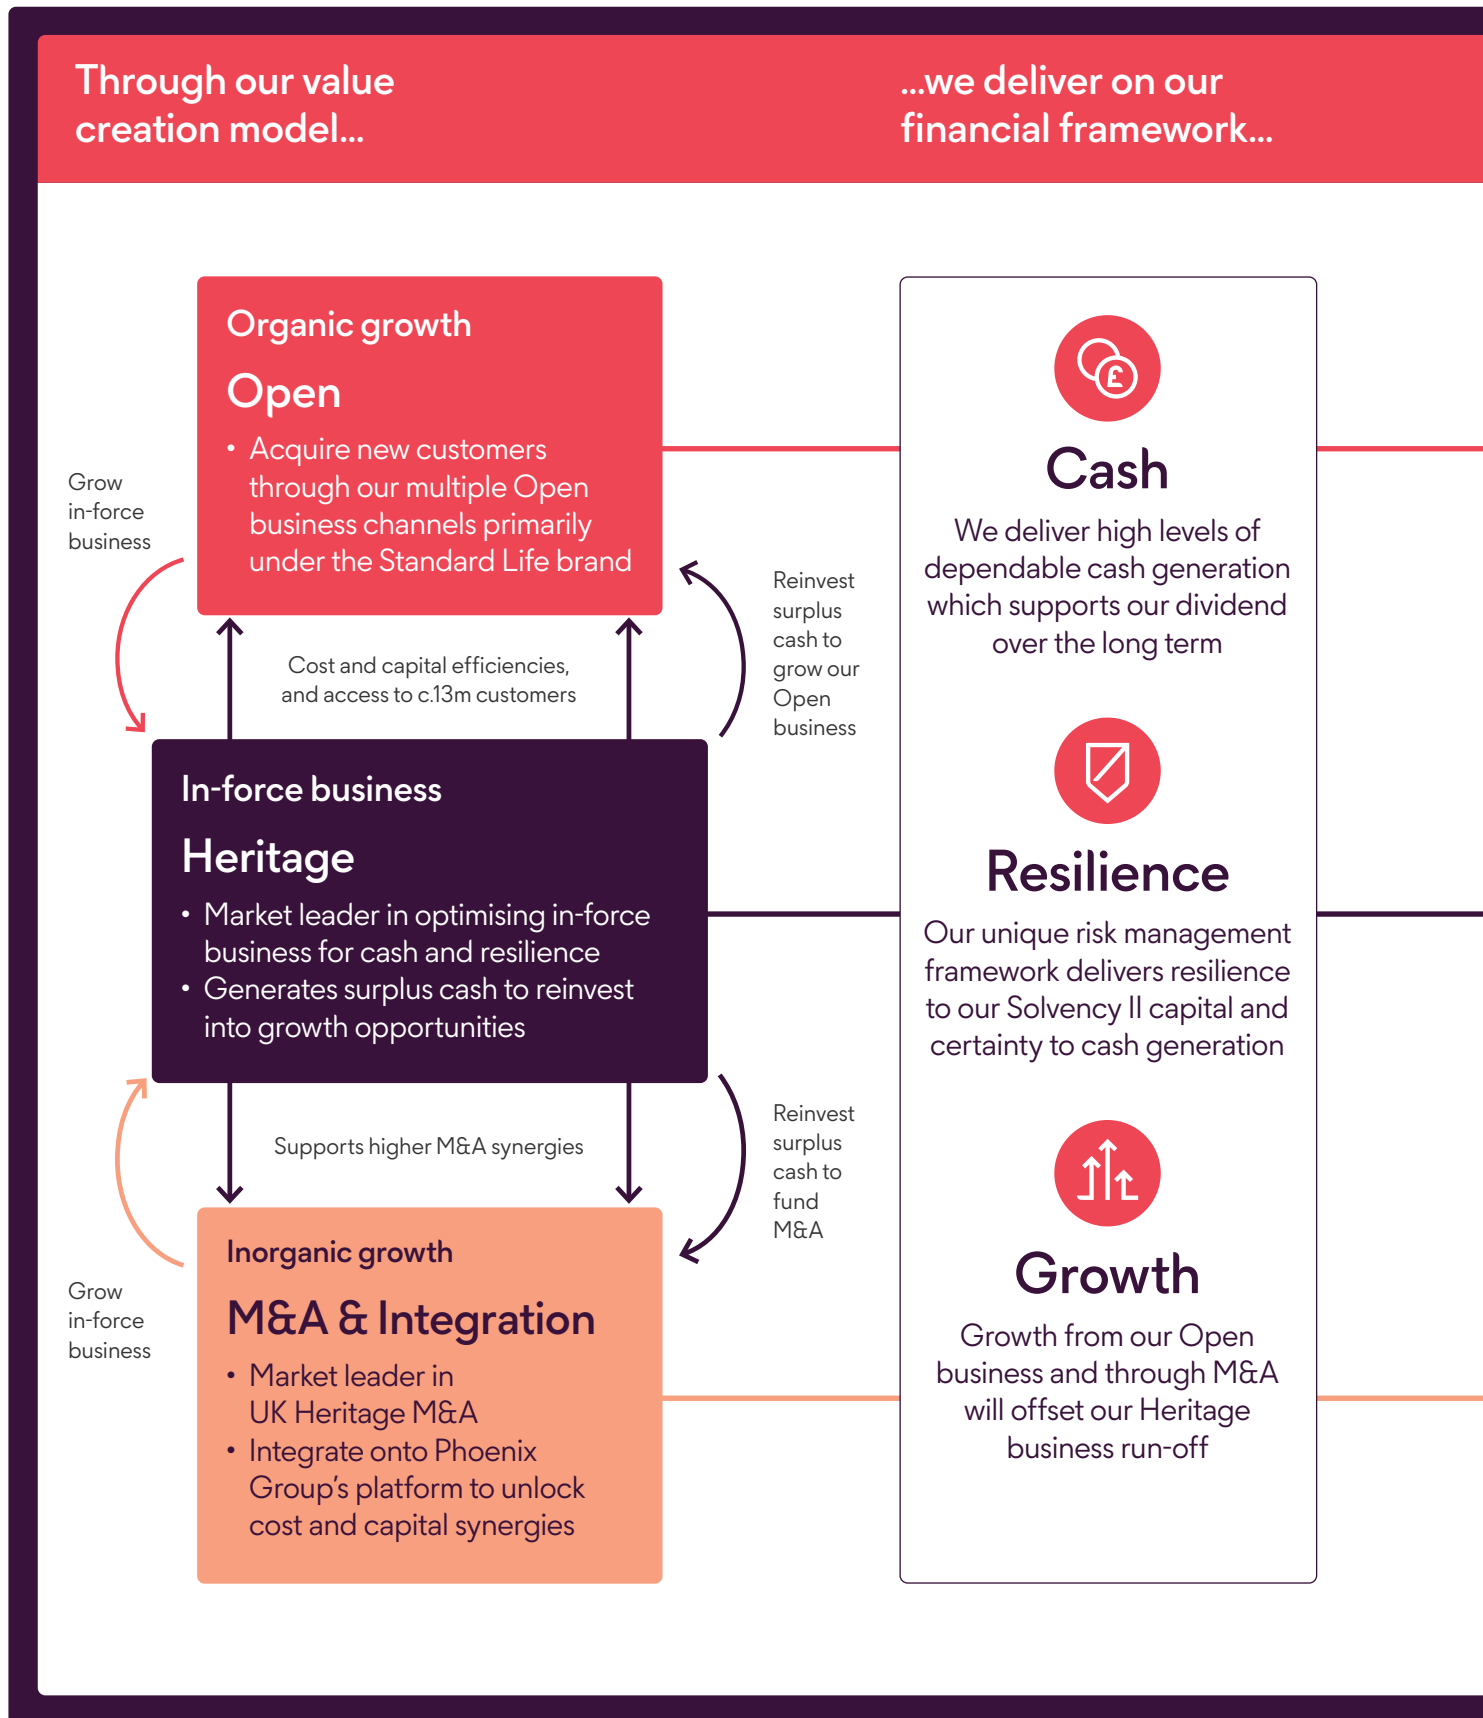 Through our value
creation model...
...we deliver on our
financial framework...
Organic growth
Open
• Acquire new customers
through our multiple Open
business channels primarily
under the Standard Life brand
Grow
in-force
business
Reinvest
surplus
cash to
grow our
Open
business
Cost and capital efficiencies,
and access to c.13m customers
In-force business
Heritage
• Market leader in optimising in-force
business for cash and resilience
• Generates surplus cash to reinvest
into growth opportunities
Supports higher M&A synergies
Reinvest
surplus
cash to
fund
M&A
Grow
in-force
business
Inorganic growth
M&A & Integration
• Market leader in
UK Heritage M&A
• Integrate onto Phoenix
Group's platform to unlock
cost and capital synergies
£
Cash
We deliver high levels of
dependable cash generation
which supports our dividend
over the long term
Resilience
Our unique risk management
framework delivers resilience
to our Solvency II capital and
certainty to cash generation
Growth
Growth from our Open
business and through M&A
will offset our Heritage
business run-off